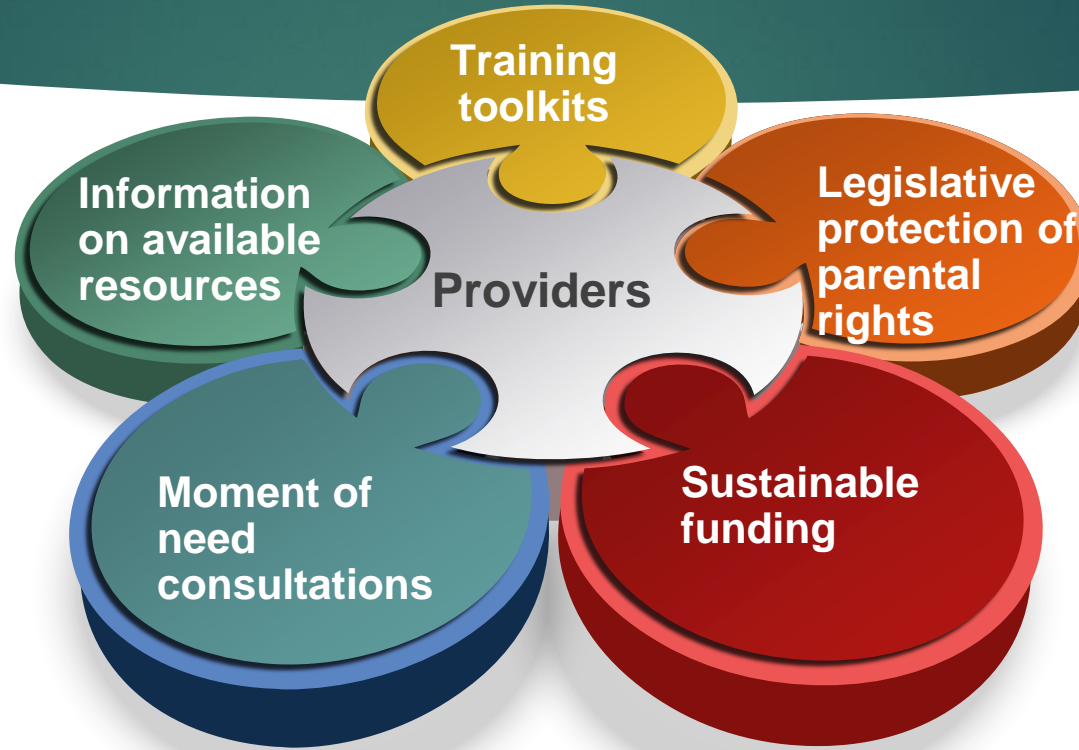 Training
toolkits
Information
on available
resources
Legislative
protection of
parental
rights
Providers
Moment of
need
consultations
Sustainable
funding